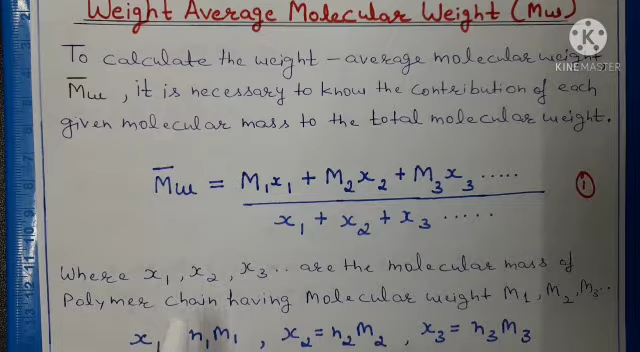 Weight Average Molecular Weight (Mw)
To calculate the weight - average molecular weight
M̅w , it is necessary to know the contribution of each
given molecular mass to the total molecular weight.
M̅w = M₁x₁ + M₂x₂ + M₃x₃ ..... / x₁ + x₂ + x₃ ..... (i)
Where x₁, x₂, x₃.. are the molecular mass of
Polymer chain having Molecular weight M₁, M₂, M₃..
x₁ n₁M₁ , x₂ = n₂M₂ , x₃ = n₃M₃
KINEMASTER